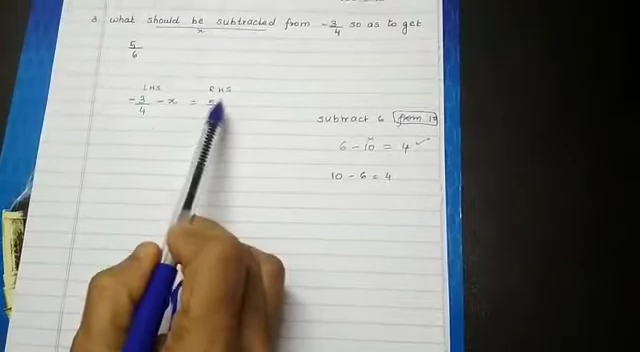 3. what should be subtracted from -3/4 so as to get
x
5/6
LHS RHS
-3/4 - x = 5
subtract 6 from 10
6 - 10 = 4 ✓
10 - 6 = 4